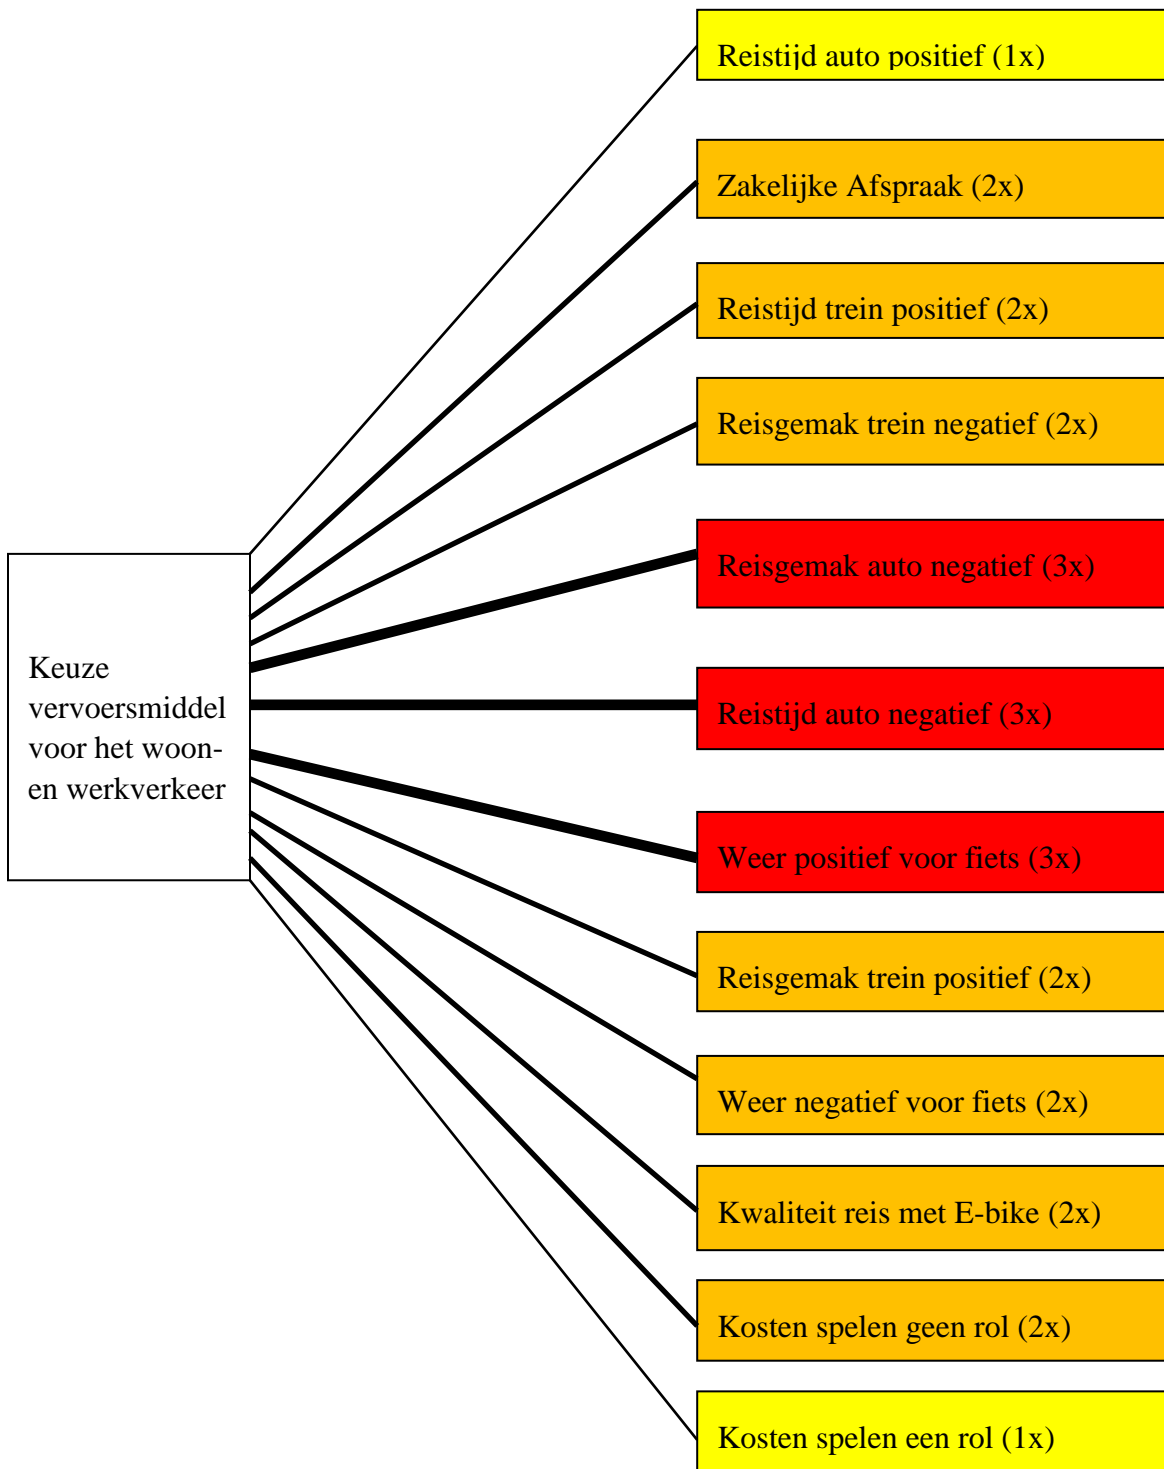 Reistijd auto positief (1x)
Zakelijke Afspraak (2x)
Reistijd trein positief (2x)
Reisgemak trein negatief (2x)
Reisgemak auto negatief (3x)
Keuze
vervoersmiddel
voor het woon-
en werkverkeer
Reistijd auto negatief (3x)
Weer positief voor fiets (3x)
Reisgemak trein positief (2x)
Weer negatief voor fiets (2x)
Kwaliteit reis met E-bike (2x)
Kosten spelen geen rol (2x)
Kosten spelen een rol (1x)